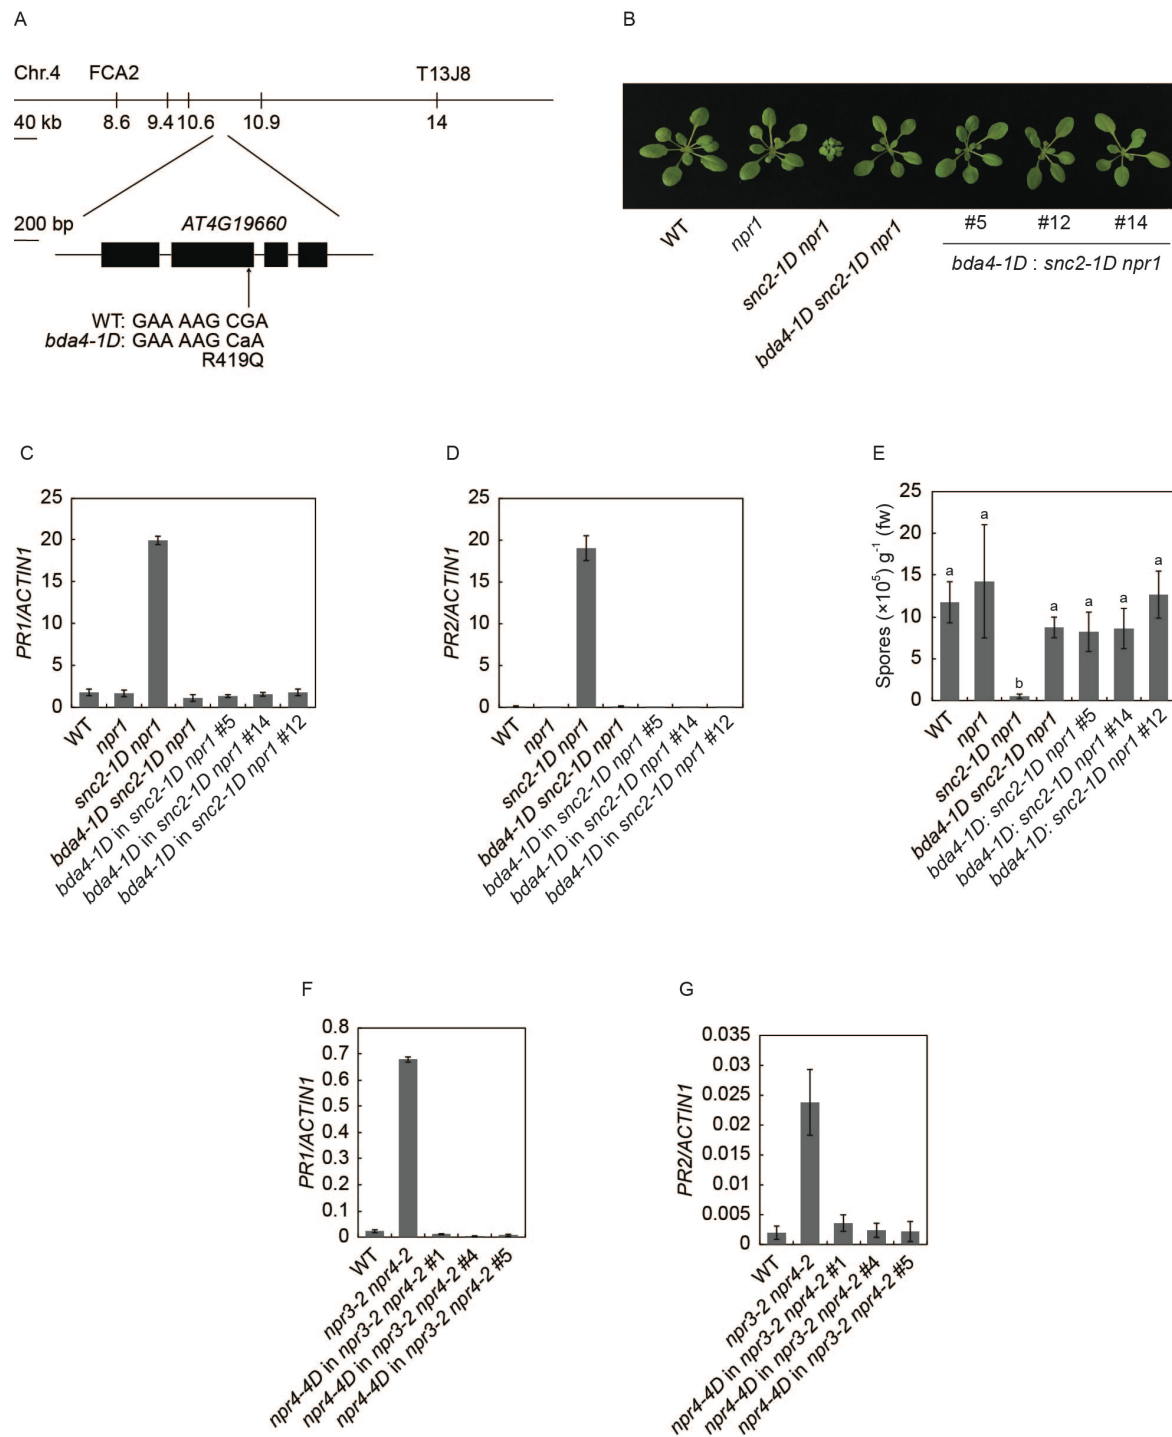 A
Chr.4 FCA2 T13J8
40 kb 8.6 9.4 10.6 10.9 14
200 bp AT4G19660
WT: GAA AAG CGA
bda4-1D: GAA AAG CaA
R419Q
B
WT
npr1
snc2-1D npr1
bda4-1D snc2-1D npr1
#5 #12 #14
bda4-1D : snc2-1D npr1
C
PR1/ACTIN1
25
20
15
10
5
0
WT
npr1
snc2-1D npr1
bda4-1D snc2-1D npr1
bda4-1D in snc2-1D npr1 #5
bda4-1D in snc2-1D npr1 #14
bda4-1D in snc2-1D npr1 #12
D
PR2/ACTIN1
25
20
15
10
5
0
WT
npr1
snc2-1D npr1
bda4-1D snc2-1D npr1
bda4-1D in snc2-1D npr1 #5
bda4-1D in snc2-1D npr1 #14
bda4-1D in snc2-1D npr1 #12
E
Spores (×10⁵) g⁻¹ (fw)
25
20
15
10
5
0
a a b a a a a
WT
npr1
snc2-1D npr1
bda4-1D snc2-1D npr1
bda4-1D: snc2-1D npr1 #5
bda4-1D: snc2-1D npr1 #14
bda4-1D: snc2-1D npr1 #12
F
PR1/ACTIN1
0.8
0.7
0.6
0.5
0.4
0.3
0.2
0.1
0
WT
npr3-2 npr4-2
npr4-4D in npr3-2 npr4-2 #1
npr4-4D in npr3-2 npr4-2 #4
npr4-4D in npr3-2 npr4-2 #5
G
PR2/ACTIN1
0.035
0.03
0.025
0.02
0.015
0.01
0.005
0
WT
npr3-2 npr4-2
npr4-4D in npr3-2 npr4-2 #1
npr4-4D in npr3-2 npr4-2 #4
npr4-4D in npr3-2 npr4-2 #5